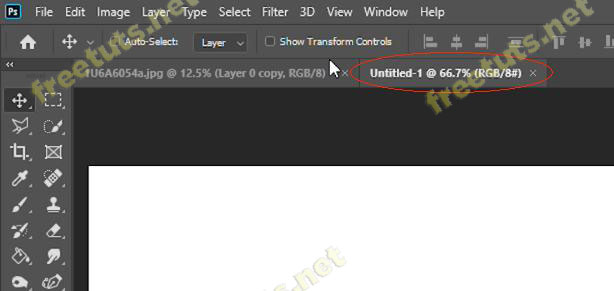 Ps File Edit Image Layer Type Select Filter 3D View Window Help
Auto-Select: Layer Show Transform Controls
1U6A6054a.jpg @ 12.5% (Layer 0 copy, RGB/8) × Untitled-1 @ 66.7% (RGB/8#) ×
freetuts.net
freetuts.net
uts.net